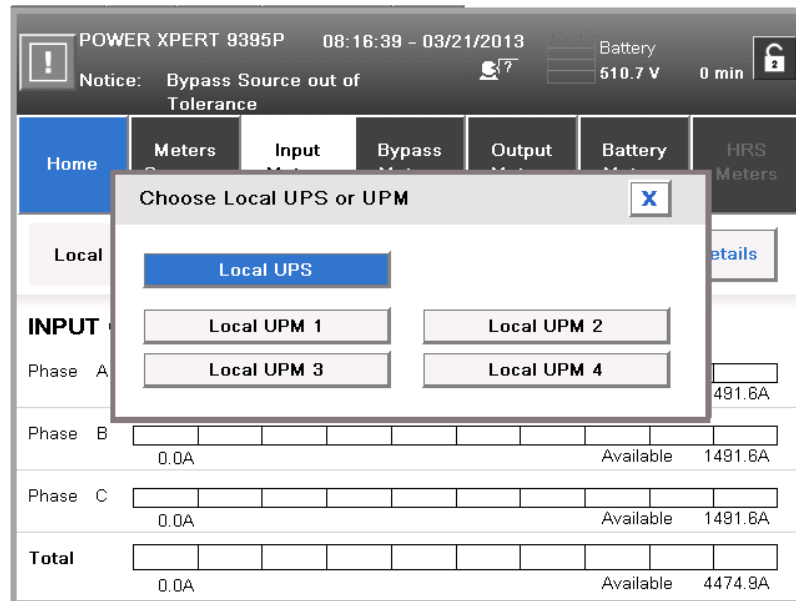 POWER XPERT 9395P 08:16:39 - 03/21/2013 Battery
! Notice: Bypass Source out of ? 510.7 V 0 min 2
Tolerance
Home Meters Input Bypass Output Battery HRS
Meters
Choose Local UPS or UPM X
Local etails
Local UPS
Local UPM 1 Local UPM 2
Local UPM 3 Local UPM 4
INPUT
Phase A
491.6A
Phase B
0.0A Available 1491.6A
Phase C
0.0A Available 1491.6A
Total
0.0A Available 4474.9A